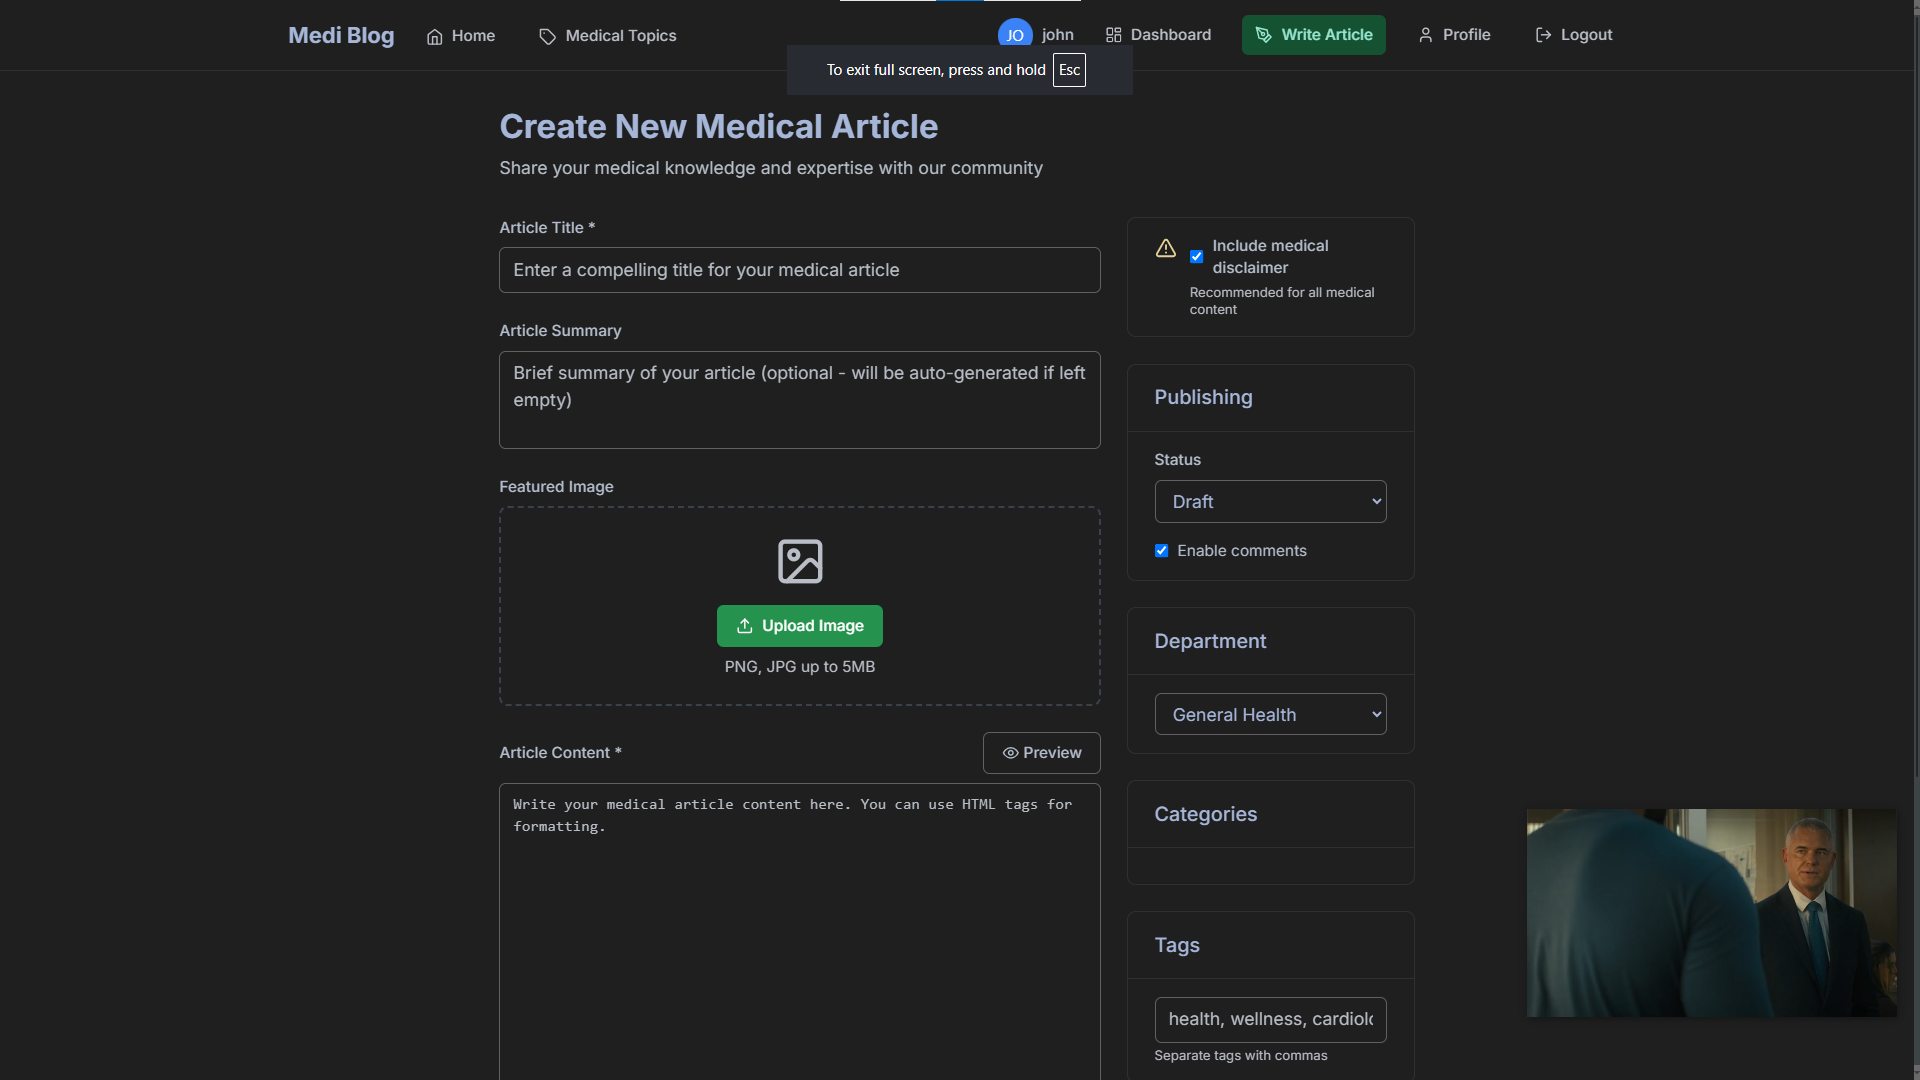 Medi Blog
Home
Medical Topics
JO
john
Dashboard
Write Article
Profile
Logout
To exit full screen, press and hold Esc
Create New Medical Article
Share your medical knowledge and expertise with our community
Article Title *
Enter a compelling title for your medical article
Article Summary
Brief summary of your article (optional - will be auto-generated if left
empty)
Featured Image
Upload Image
PNG, JPG up to 5MB
Article Content *
Preview
Write your medical article content here. You can use HTML tags for
formatting.
Include medical
disclaimer
Recommended for all medical
content
Publishing
Status
Draft
Enable comments
Department
General Health
Categories
Tags
health, wellness, cardiolo
Separate tags with commas